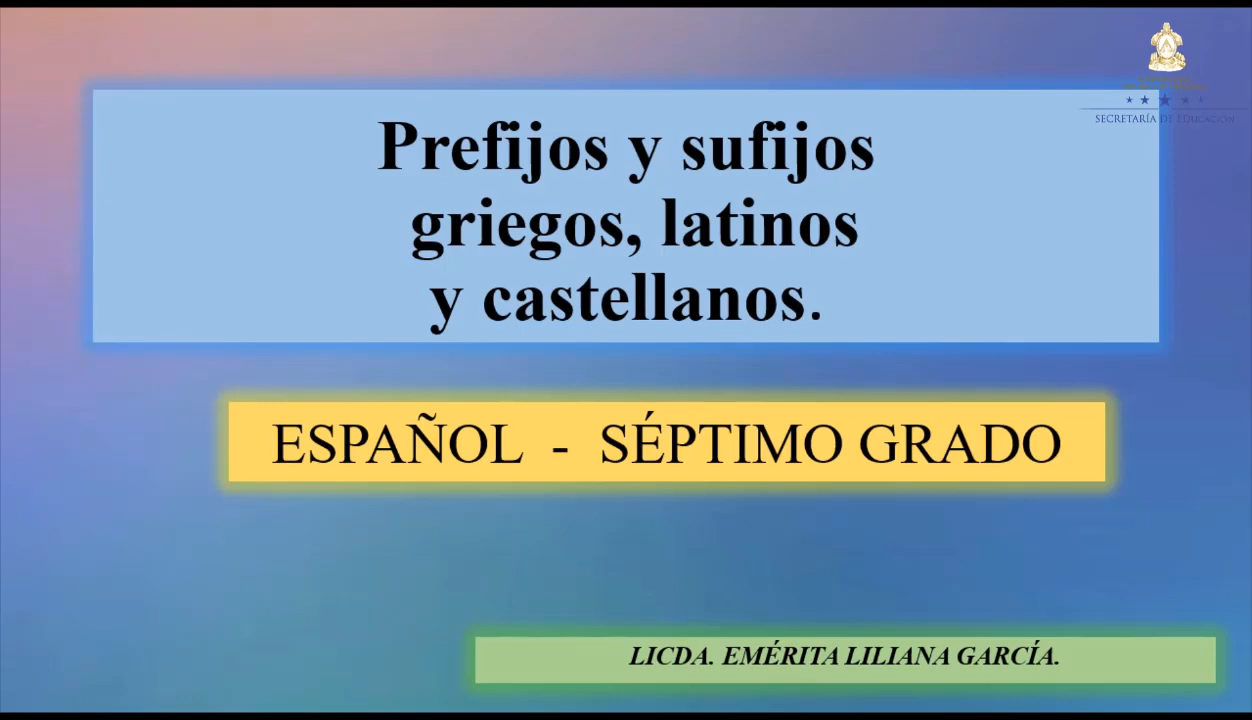 SECRETARÍA DE EDUCACIÓN
Prefijos y sufijos
griegos, latinos
y castellanos.
ESPAÑOL - SÉPTIMO GRADO
LICDA. EMÉRITA LILIANA GARCÍA.